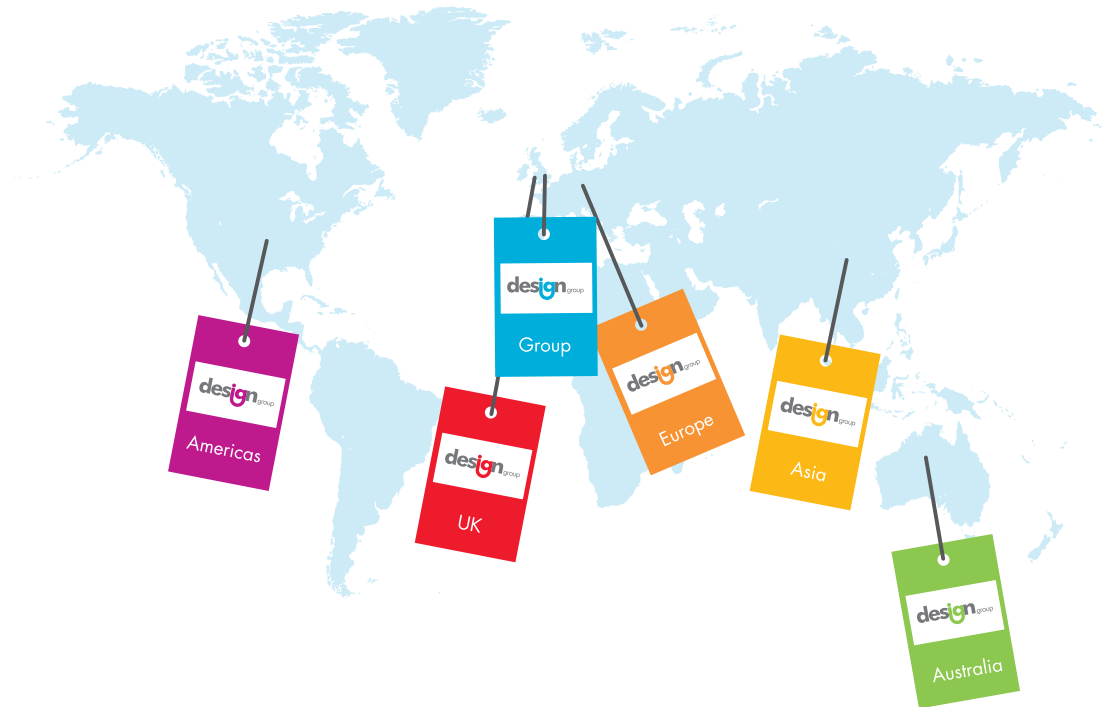 design group
Group
design group
Americas
design group
UK
design group
Europe
design group
Asia
design group
Australia